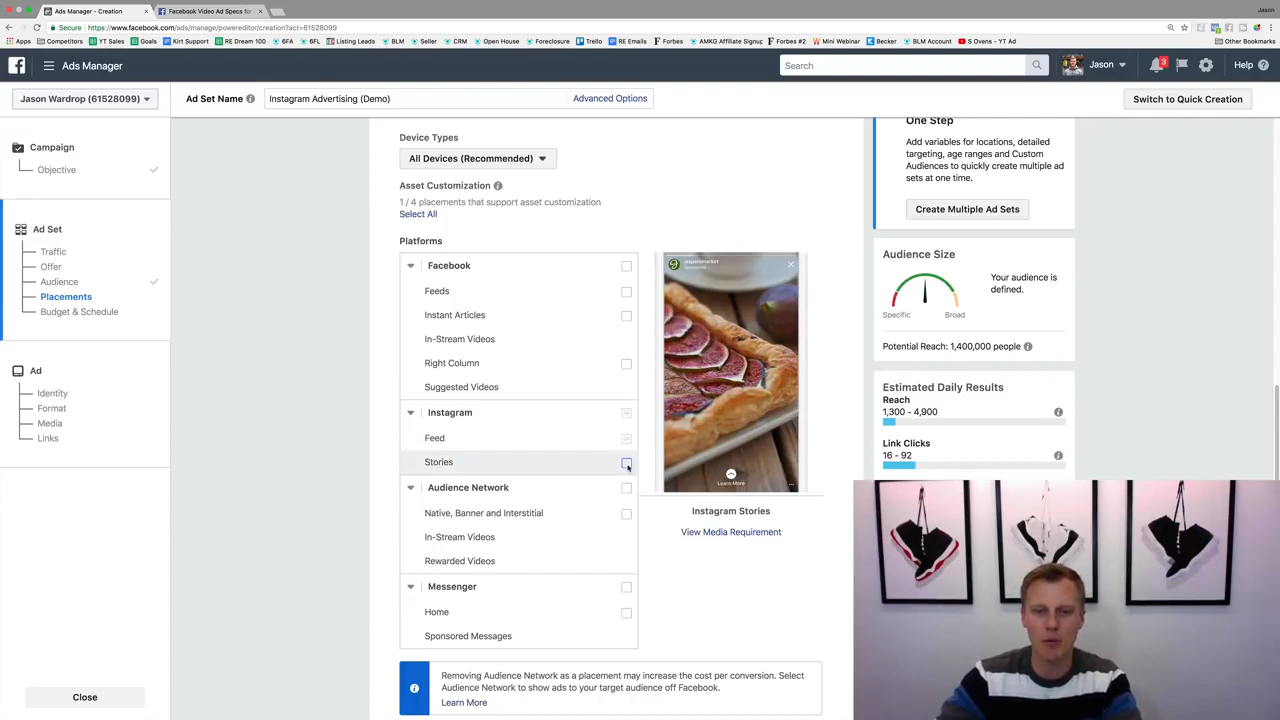 Ads Manager - Creation
Facebook Video Ad Specs for
Jason
Secure
https://www.facebook.com/ads/manage/powereditor/creation?act=61528099
Apps
Competitors
YT Sales
Goals
Kirt Support
RE Dream 100
6FA
6FL
Listing Leads
BLM
Seller
CRM
Open House
Foreclosure
Trello
RE Emails
Forbes
AMKG Affiliate Signup
Forbes #2
Mini Webinar
Becker
BLM Account
S Ovens - YT Ad
Other Bookmarks
Ads Manager
Search
Jason
3
Help
Jason Wardrop (61528099)
Ad Set Name
Instagram Advertising (Demo)
Advanced Options
Switch to Quick Creation
Campaign
Objective
Ad Set
Traffic
Offer
Audience
Placements
Budget & Schedule
Ad
Identity
Format
Media
Links
Close
Device Types
All Devices (Recommended)
Asset Customization
1 / 4 placements that support asset customization
Select All
Platforms
Facebook
Feeds
Instant Articles
In-Stream Videos
Right Column
Suggested Videos
Instagram
Feed
Stories
Audience Network
Native, Banner and Interstitial
In-Stream Videos
Rewarded Videos
Messenger
Home
Sponsored Messages
Learn More
Instagram Stories
View Media Requirement
Removing Audience Network as a placement may increase the cost per conversion. Select
Audience Network to show ads to your target audience off Facebook.
Learn More
One Step
Add variables for locations, detailed
targeting, age ranges and Custom
Audiences to quickly create multiple ad
sets at one time.
Create Multiple Ad Sets
Audience Size
Your audience is
defined.
Specific
Broad
Potential Reach: 1,400,000 people
Estimated Daily Results
Reach
1,300 - 4,900
Link Clicks
16 - 92